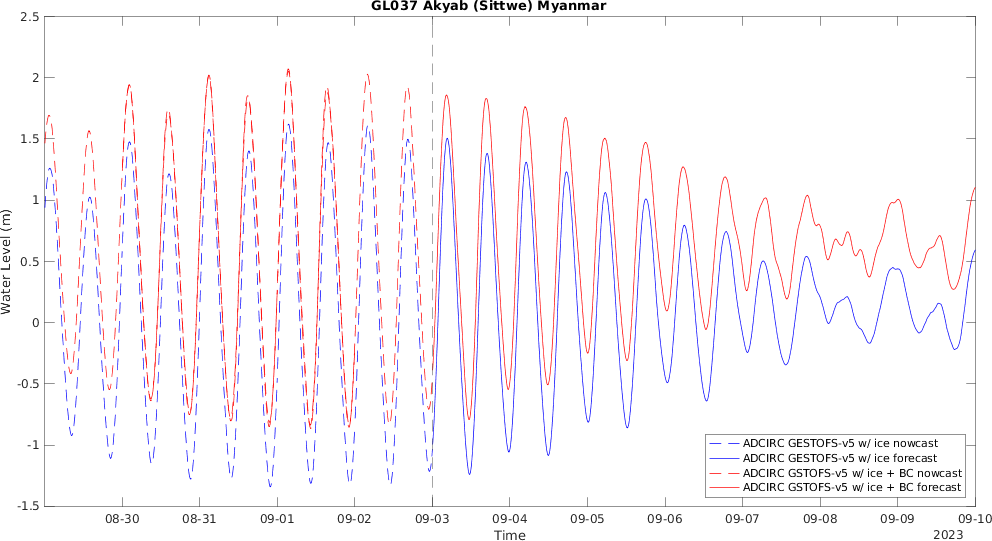 GL037 Akyab (Sittwe) Myanmar
2.5
2
1.5
1
0.5
0
-0.5
-1
-1.5
Water Level (m)
ADCIRC GESTOFS-v5 w/ ice nowcast
ADCIRC GESTOFS-v5 w/ ice forecast
ADCIRC GSTOFS-v5 w/ ice + BC nowcast
ADCIRC GSTOFS-v5 w/ ice + BC forecast
08-30 08-31 09-01 09-02 09-03 09-04 09-05 09-06 09-07 09-08 09-09 09-10
Time
2023